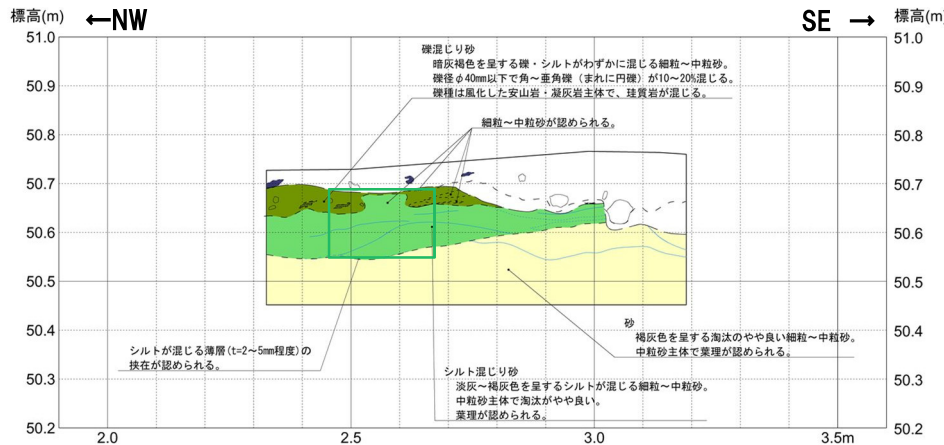 標高(m)
←NW
SE →
標高(m)
51.0
50.9
50.8
50.7
50.6
50.5
50.4
50.3
50.2
51.0
50.9
50.8
50.7
50.6
50.5
50.4
50.3
50.2
礫混じり砂
暗灰褐色を呈する礫・シルトがわずかに混じる細粒～中粒砂。
礫径φ40mm以下で角～亜角礫（まれに円礫）が10～20%混じる。
礫種は風化した安山岩・凝灰岩主体で、珪質岩が混じる。
細粒～中粒砂が認められる。
シルトが混じる薄層(t=2～5mm程度)の
挟在が認められる。
砂
褐灰色を呈する淘汰のやや良い細粒～中粒砂。
中粒砂主体で葉理が認められる。
シルト混じり砂
淡灰～褐灰色を呈するシルトが混じる細粒～中粒砂。
中粒砂主体で淘汰がやや良い。
葉理が認められる。
2.0
2.5
3.0
3.5m